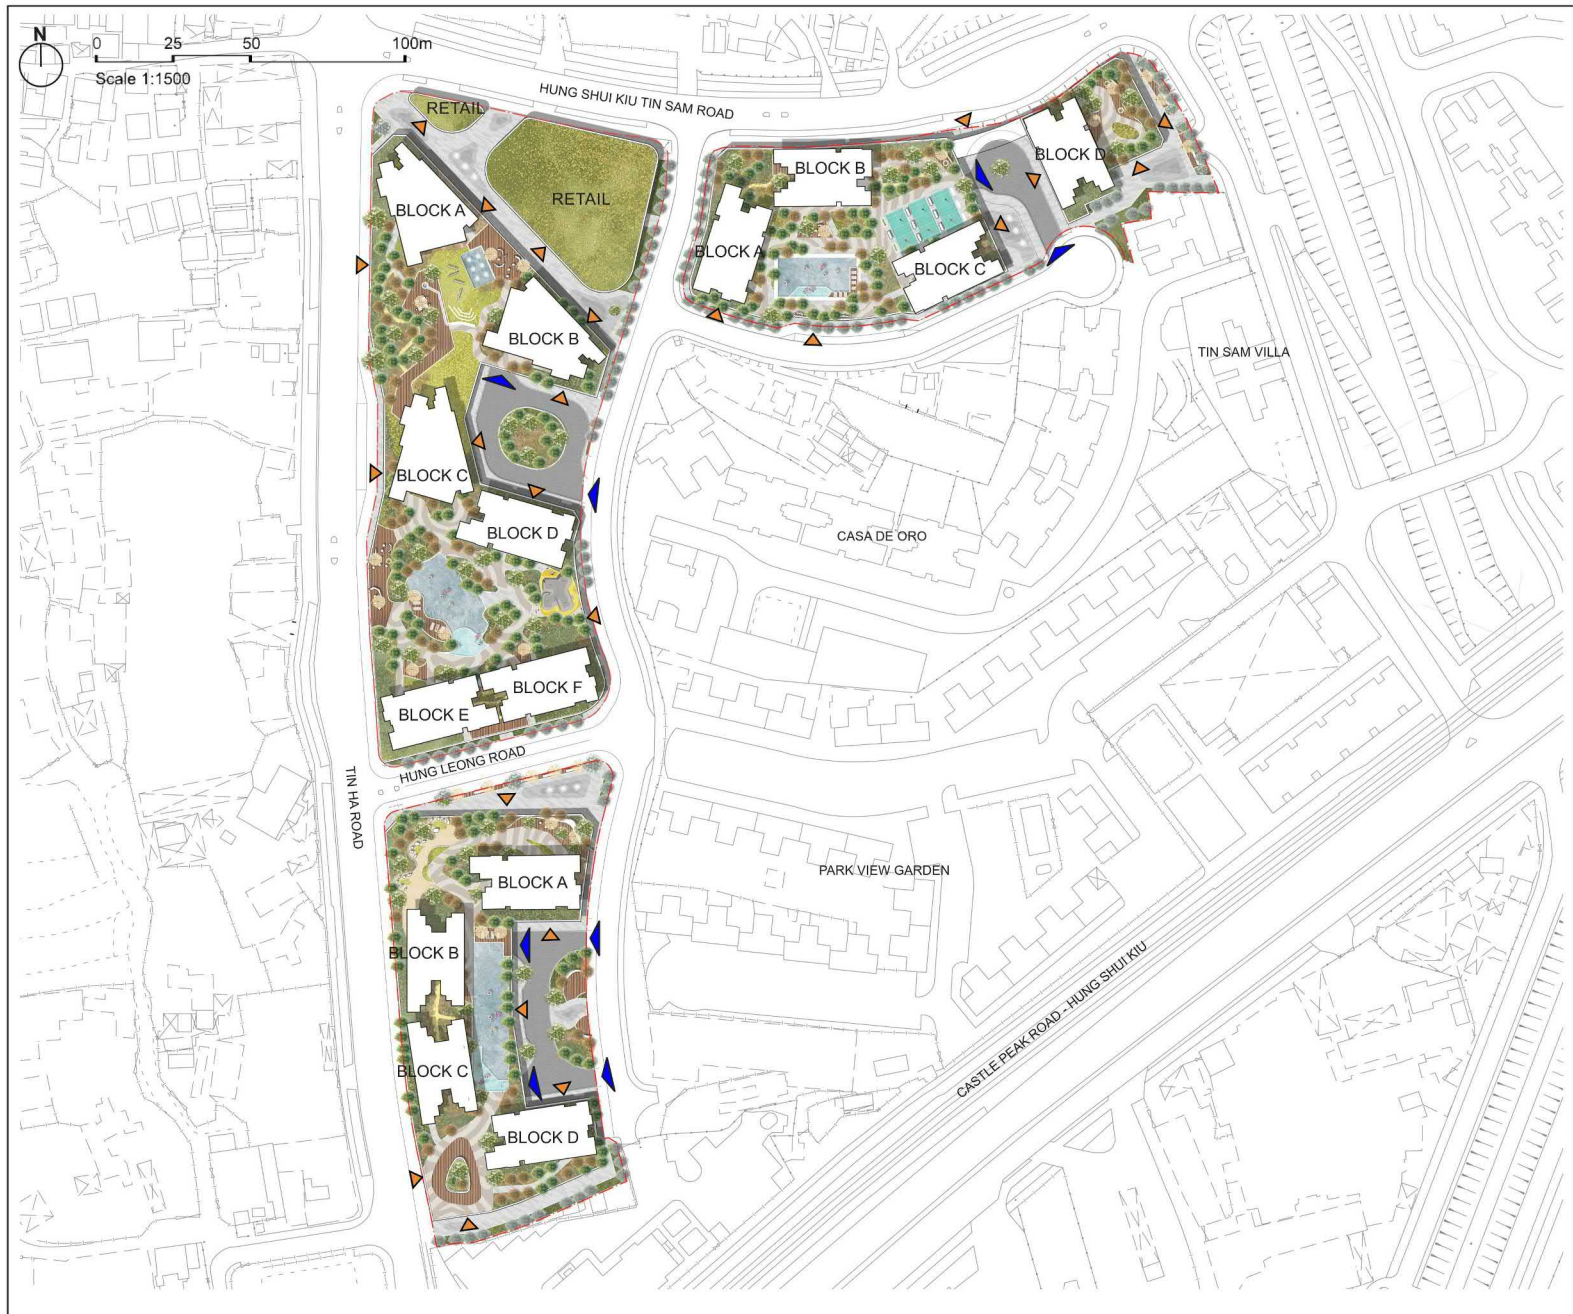 N
0 25 50 100m
Scale 1:1500
HUNG SHUI KIU TIN SAM ROAD
RETAIL
RETAIL
BLOCK A
BLOCK B
BLOCK C
BLOCK D
BLOCK E
BLOCK F
BLOCK B
BLOCK D
BLOCK A
BLOCK C
TIN SAM VILLA
CASA DE ORO
HUNG LEONG ROAD
TIN HA ROAD
PARK VIEW GARDEN
BLOCK A
BLOCK B
BLOCK C
BLOCK D
CASTLE PEAK ROAD - HUNG SHUI KIU